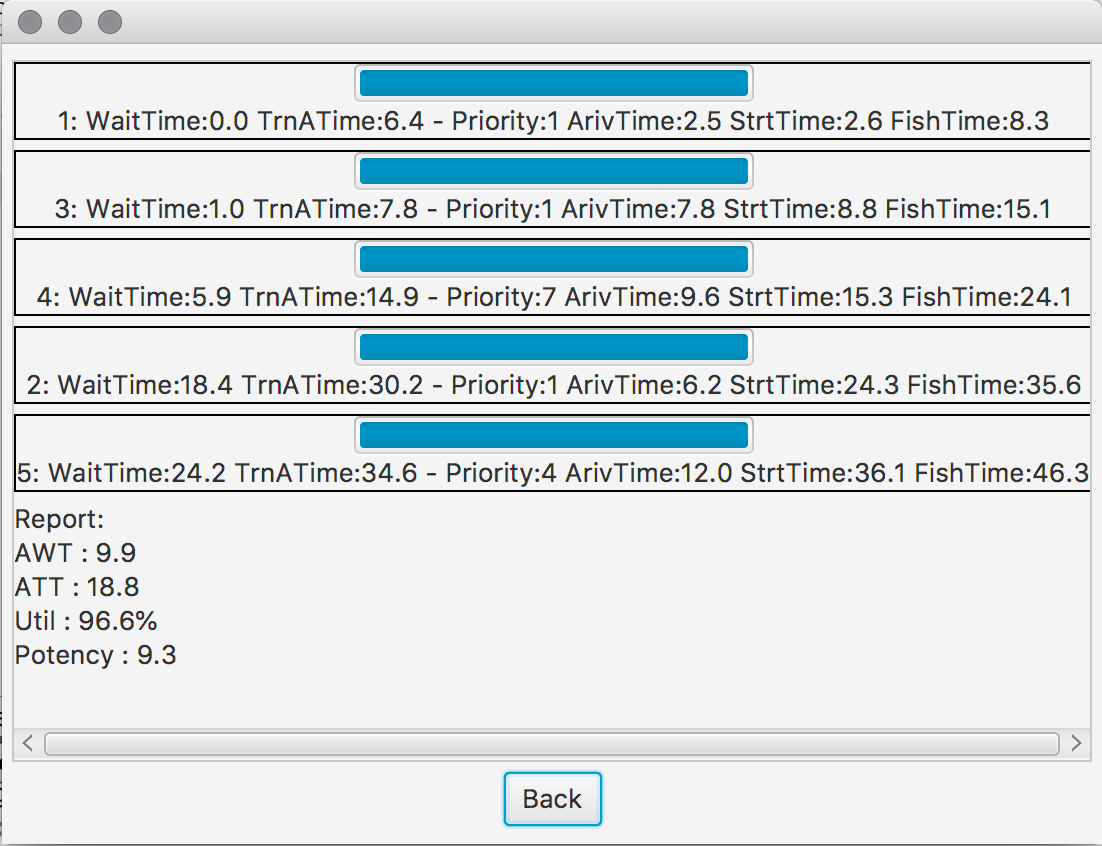 1: WaitTime:0.0 TrnATime:6.4 - Priority:1 ArivTime:2.5 StrtTime:2.6 FishTime:8.3
3: WaitTime:1.0 TrnATime:7.8 - Priority:1 ArivTime:7.8 StrtTime:8.8 FishTime:15.1
4: WaitTime:5.9 TrnATime:14.9 - Priority:7 ArivTime:9.6 StrtTime:15.3 FishTime:24.1
2: WaitTime:18.4 TrnATime:30.2 - Priority:1 ArivTime:6.2 StrtTime:24.3 FishTime:35.6
5: WaitTime:24.2 TrnATime:34.6 - Priority:4 ArivTime:12.0 StrtTime:36.1 FishTime:46.3
Report:
AWT : 9.9
ATT : 18.8
Util : 96.6%
Potency : 9.3
Back